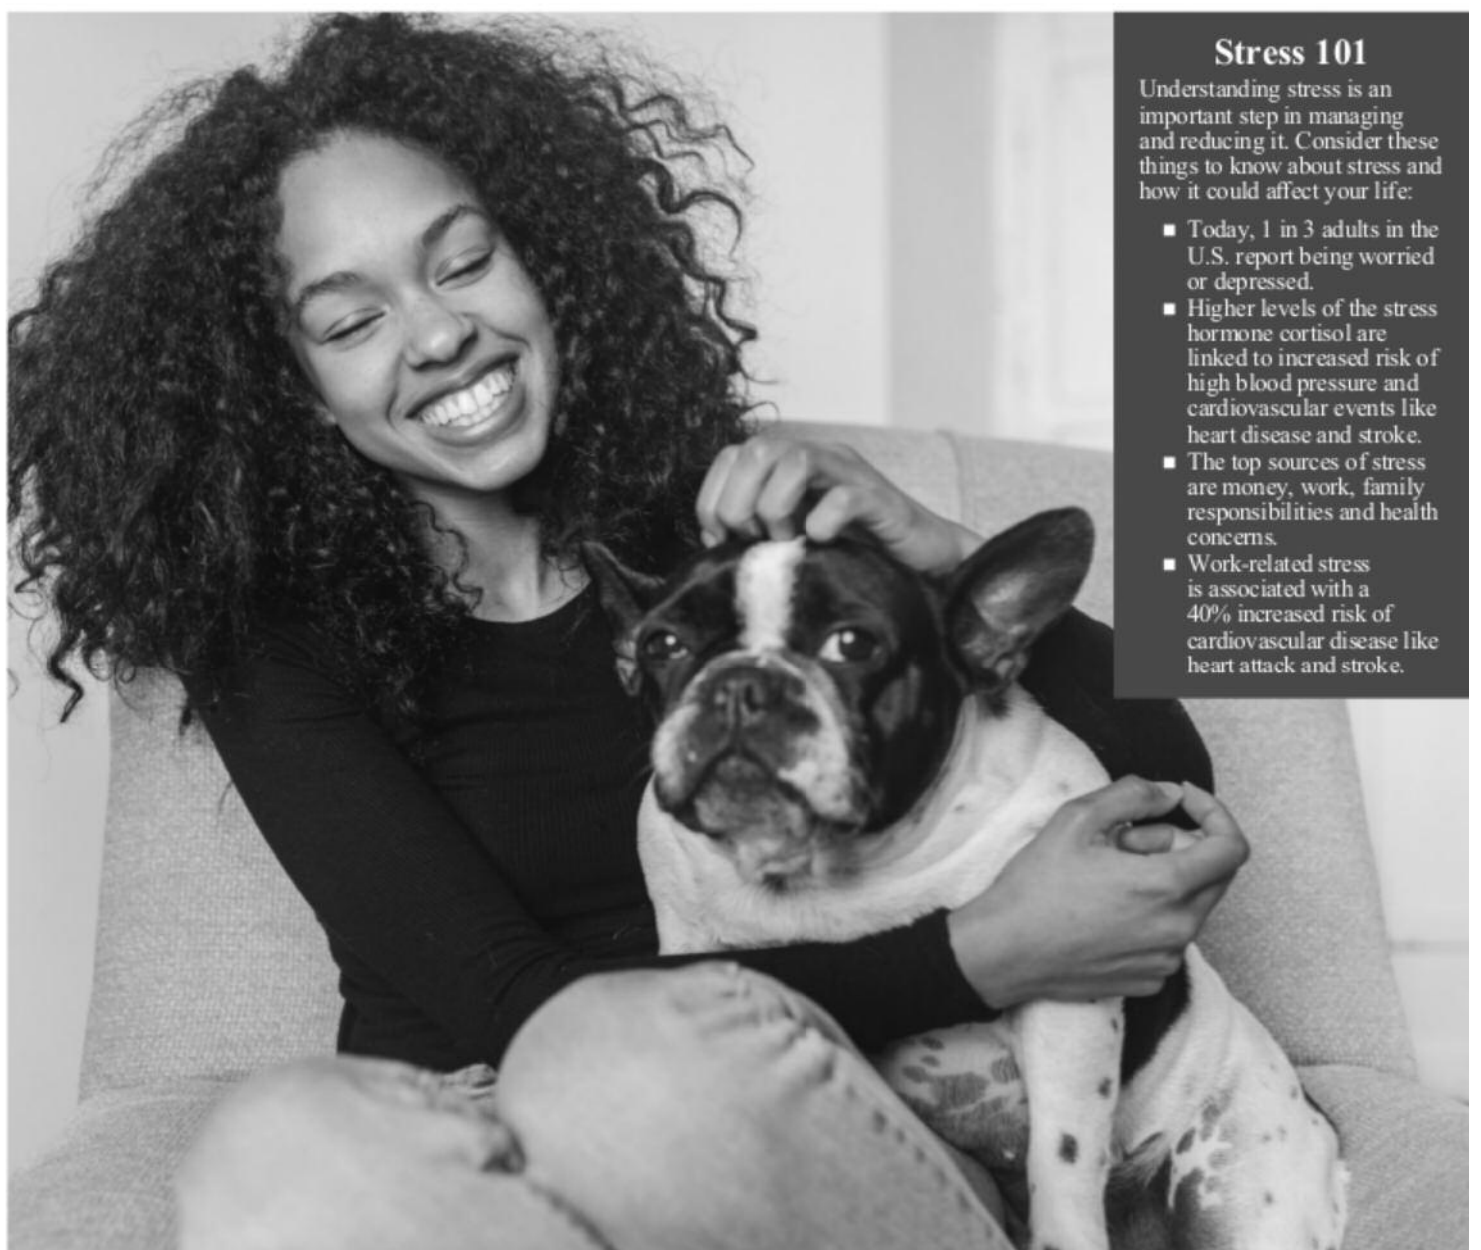 Stress 101
Understanding stress is an
important step in managing
and reducing it. Consider these
things to know about stress and
how it could affect your life:
■ Today, 1 in 3 adults in the
U.S. report being worried
or depressed.
■ Higher levels of the stress
hormone cortisol are
linked to increased risk of
high blood pressure and
cardiovascular events like
heart disease and stroke.
■ The top sources of stress
are money, work, family
responsibilities and health
concerns.
■ Work-related stress
is associated with a
40% increased risk of
cardiovascular disease like
heart attack and stroke.